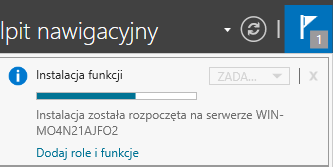 lpit nawigacyjny
1
Instalacja funkcji
ZADA... x
Instalacja została rozpoczęta na serwerze WIN-
MO4N21AJFO2
Dodaj role i funkcje